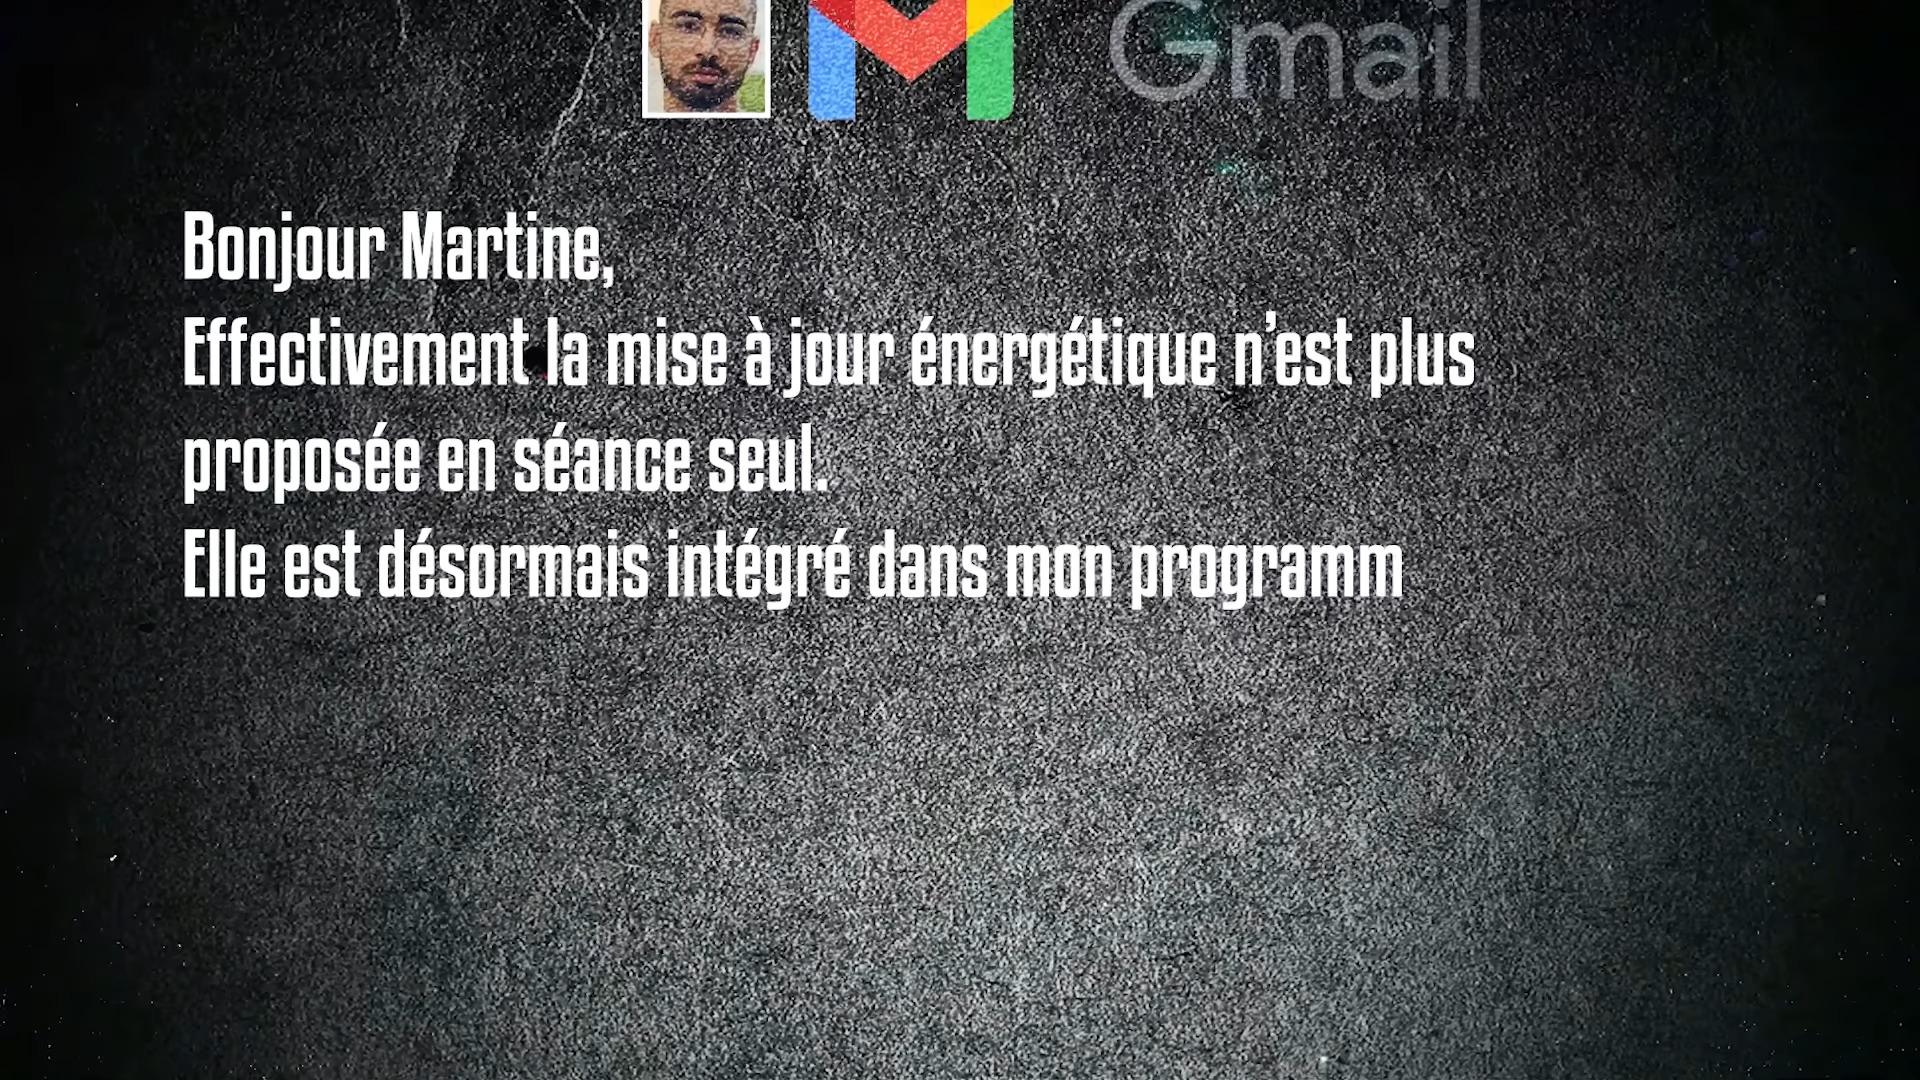 Gmail
Bonjour Martine,
Effectivement la mise à jour énergétique n’est plus
proposée en séance seul.
Elle est désormais intégré dans mon programm